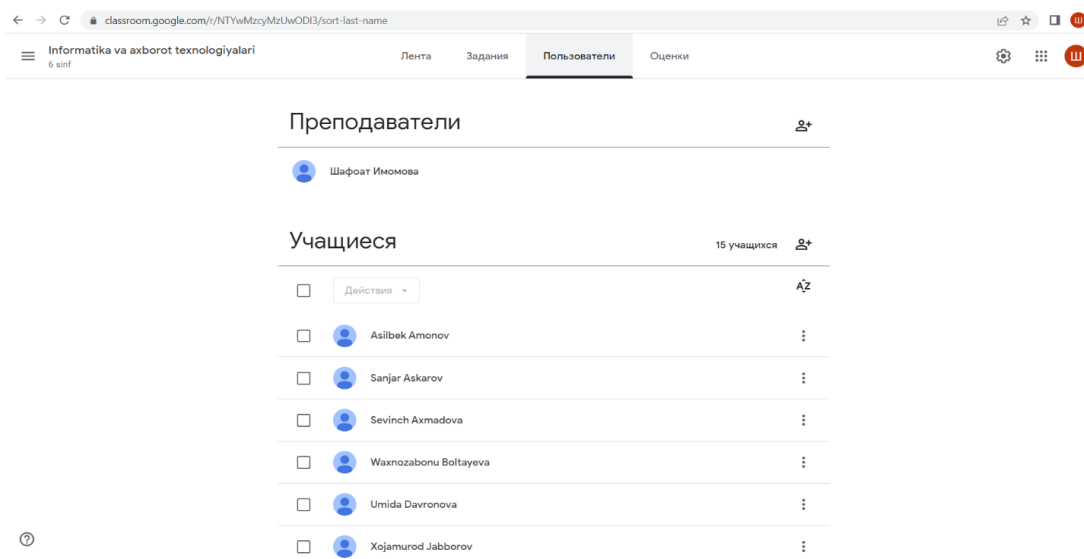 classroom.google.com/r/NTYwMzcyMzUwODI3/sort-last-name
Ш
Informatika va axborot texnologiyalari
6 sinf
Лента Задания Пользователи Оценки
Ш
Преподаватели
Шафоат Имомова
Учащиеся
15 учащихся
Действия
AZ
Asilbek Amonov
Sanjar Askarov
Sevinch Axmadova
Waxnozabonu Boltayeva
Umida Davronova
Xojamurod Jabborov